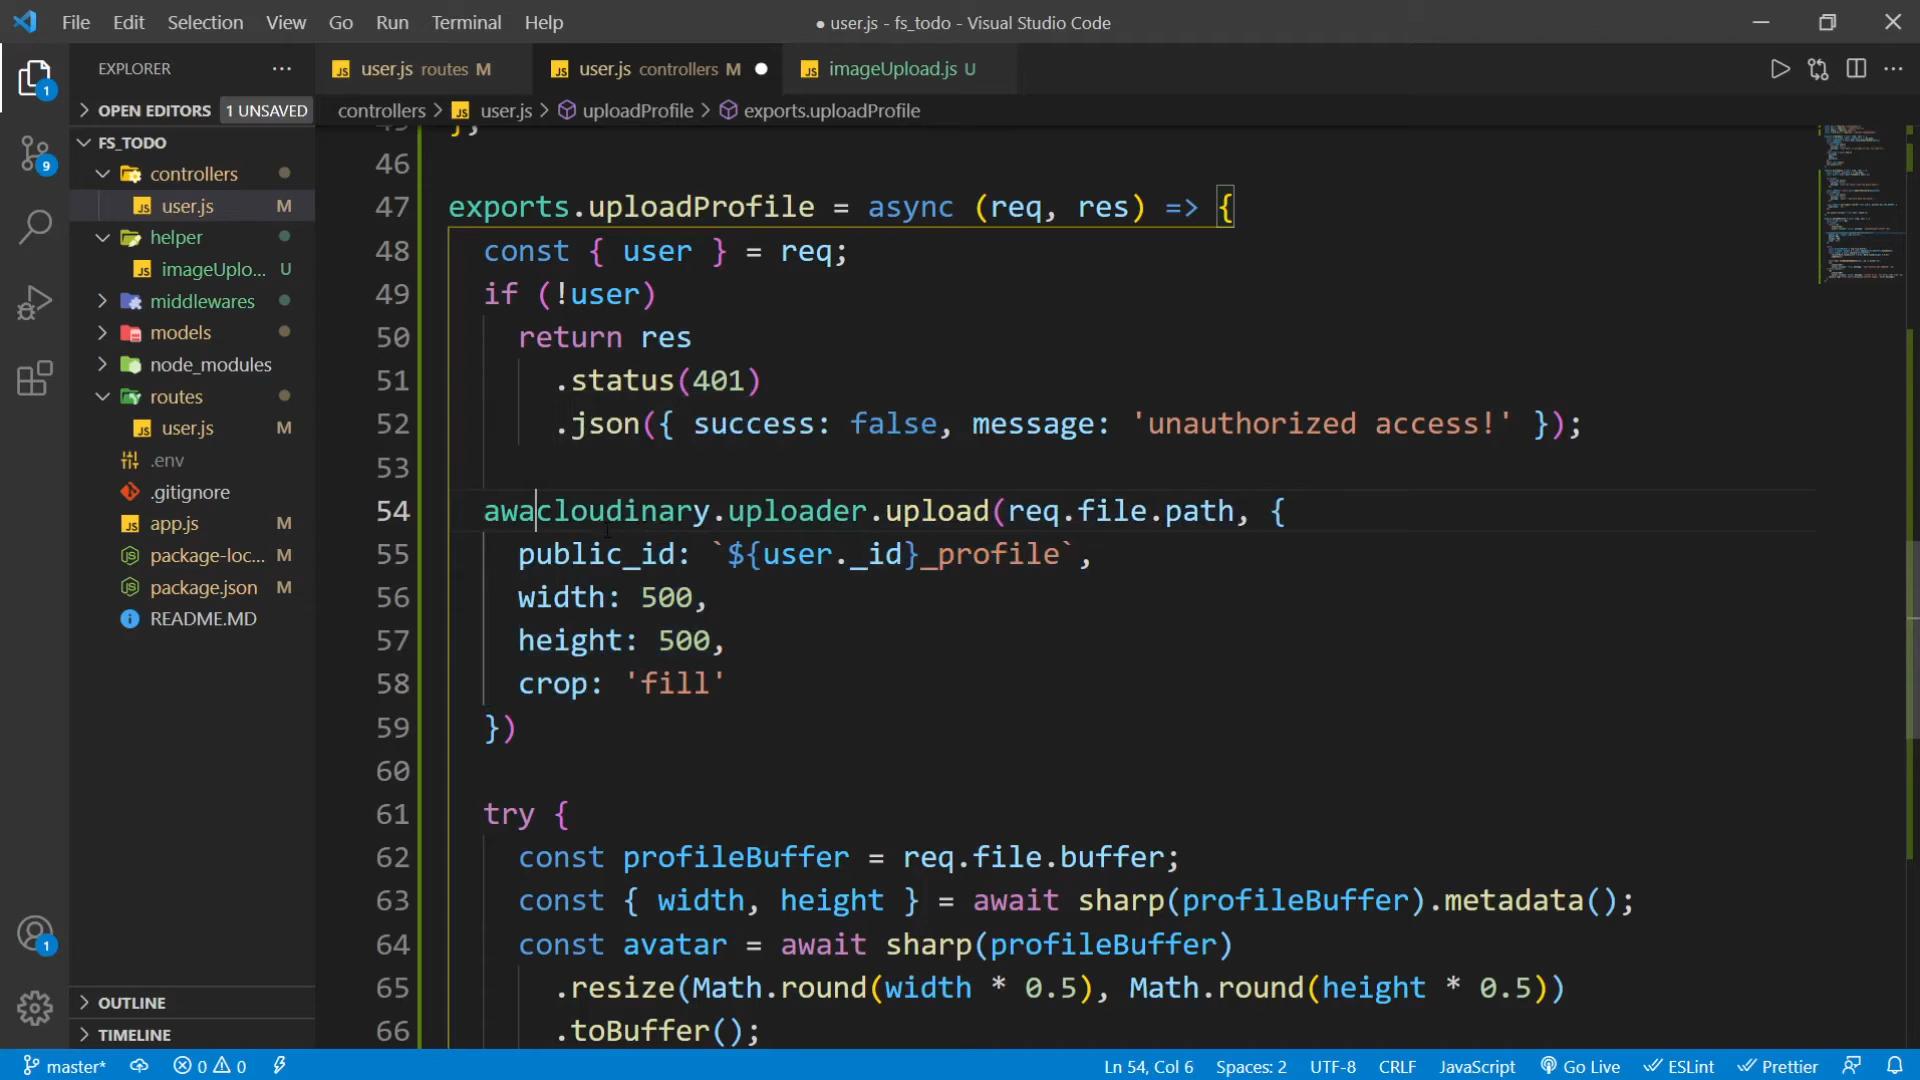 File Edit Selection View Go Run Terminal Help
● user.js - fs_todo - Visual Studio Code
EXPLORER
user.js routes M
user.js controllers M
imageUpload.js U
OPEN EDITORS 1 UNSAVED
controllers > user.js > uploadProfile > exports.uploadProfile
FS_TODO
controllers
user.js M
helper
imageUplo... U
middlewares
models
node_modules
routes
user.js M
.env
.gitignore
app.js M
package-loc... M
package.json M
README.MD
OUTLINE
TIMELINE
1
9
1
45 };
46
47 exports.uploadProfile = async (req, res) => {
48 const { user } = req;
49 if (!user)
50 return res
51 .status(401)
52 .json({ success: false, message: 'unauthorized access!' });
53
54 awacloudinary.uploader.upload(req.file.path, {
55 public_id: `${user._id}_profile`,
56 width: 500,
57 height: 500,
58 crop: 'fill'
59 })
60
61 try {
62 const profileBuffer = req.file.buffer;
63 const { width, height } = await sharp(profileBuffer).metadata();
64 const avatar = await sharp(profileBuffer)
65 .resize(Math.round(width * 0.5), Math.round(height * 0.5))
66 .toBuffer();
master* 0 0 Ln 54, Col 6 Spaces: 2 UTF-8 CRLF JavaScript Go Live ESLint Prettier